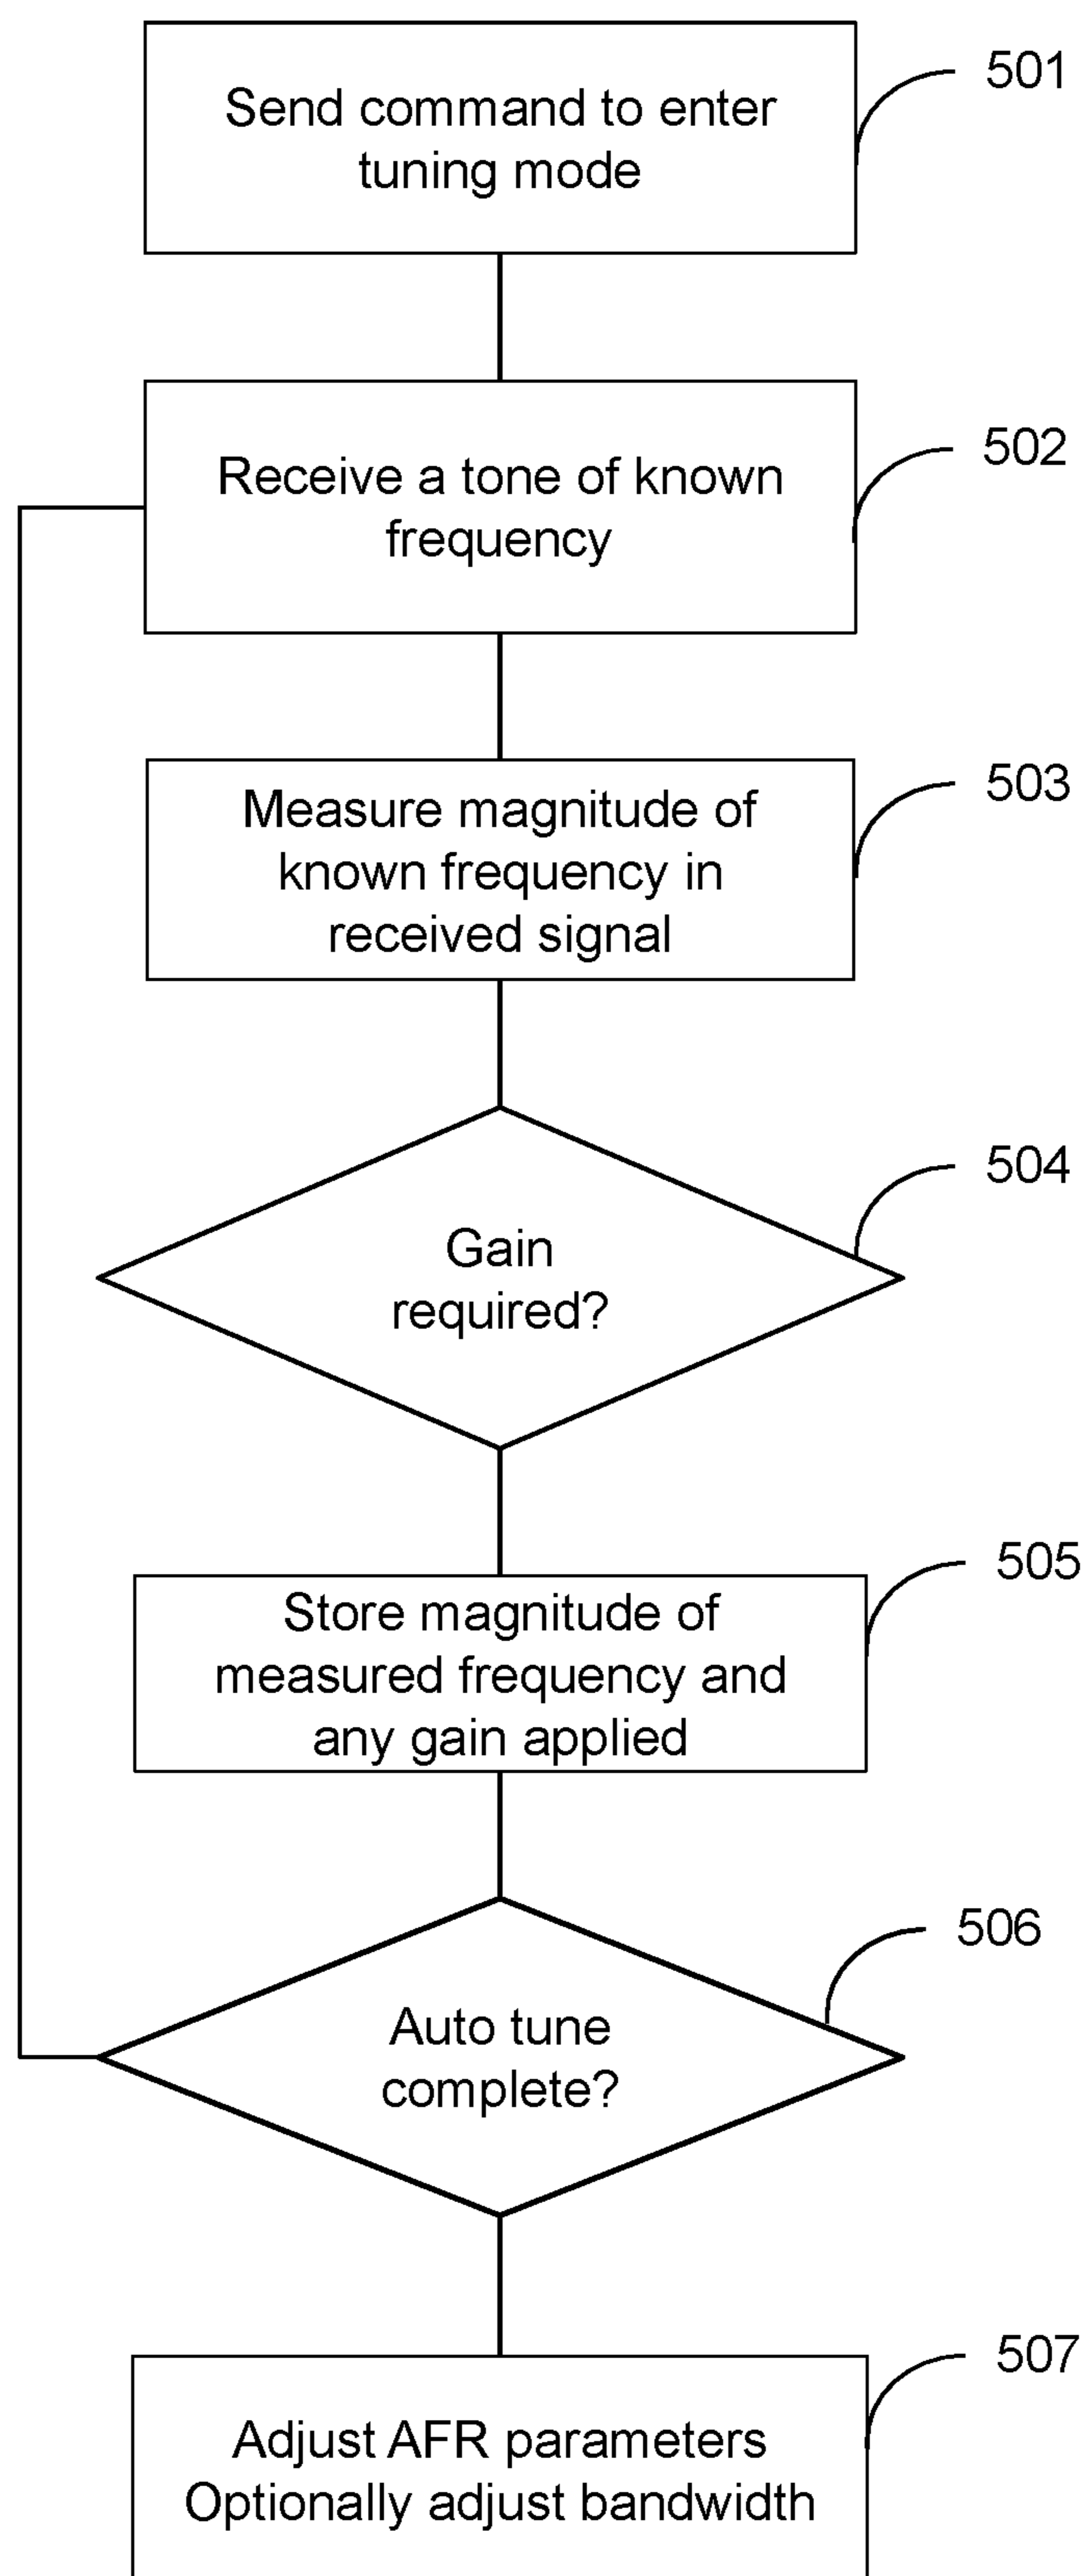 Send command to enter
tuning mode
501
Receive a tone of known
frequency
502
Measure magnitude of
known frequency in
received signal
503
Gain
required?
504
Store magnitude of
measured frequency and
any gain applied
505
Auto tune
complete?
506
Adjust AFR parameters
Optionally adjust bandwidth
507